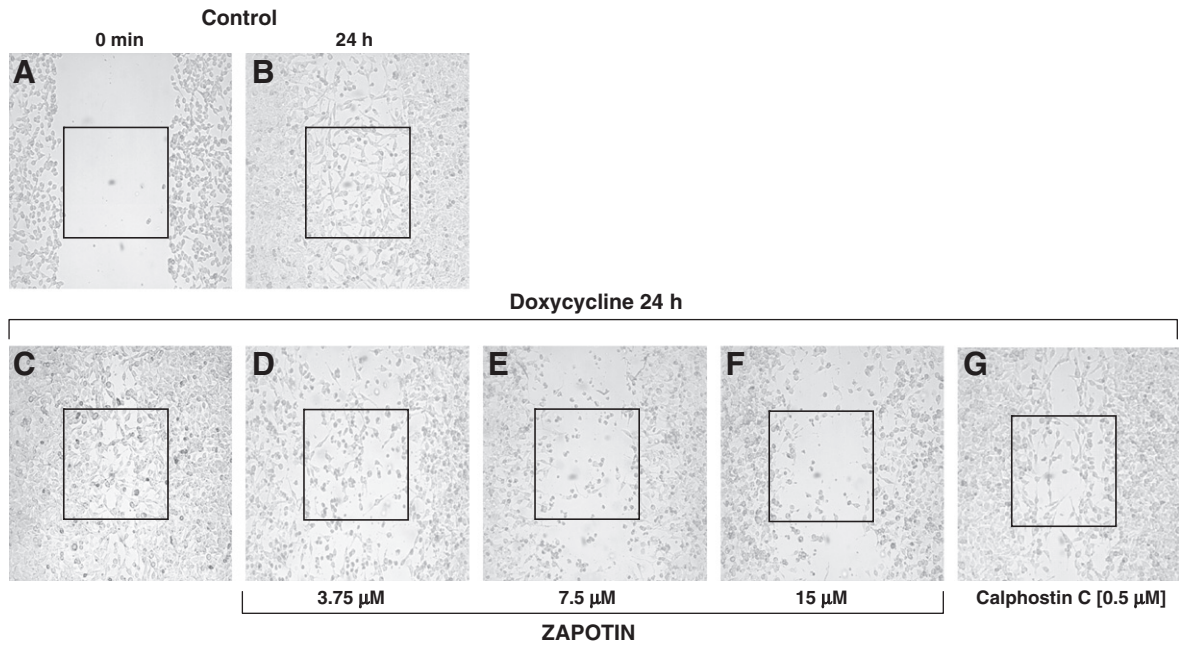 Control
0 min
24 h
A
B
Doxycycline 24 h
C
D
E
F
G
3.75 µM
7.5 µM
15 µM
Calphostin C [0.5 µM]
ZAPOTIN